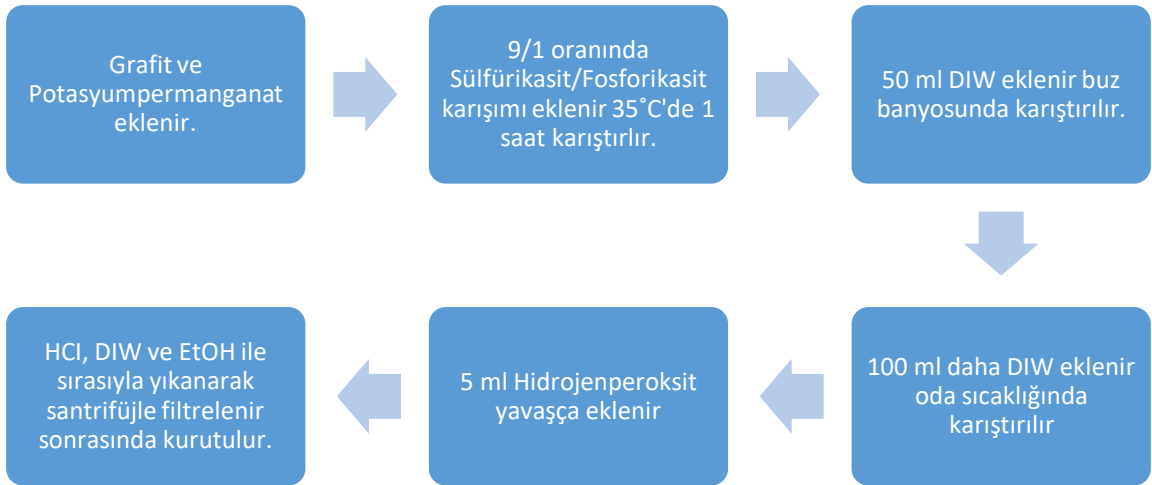 Grafit ve
Potasyumpermanganat
eklenir.
9/1 oranında
Sülfürikasit/Fosforikasit
karışımı eklenir 35˚C'de 1
saat karıştırlır.
50 ml DIW eklenir buz
banyosunda karıştırılır.
100 ml daha DIW eklenir
oda sıcaklığında
karıştırılır
5 ml Hidrojenperoksit
yavaşça eklenir
HCI, DIW ve EtOH ile
sırasıyla yıkanarak
santrifüjle filtrelenir
sonrasında kurutulur.